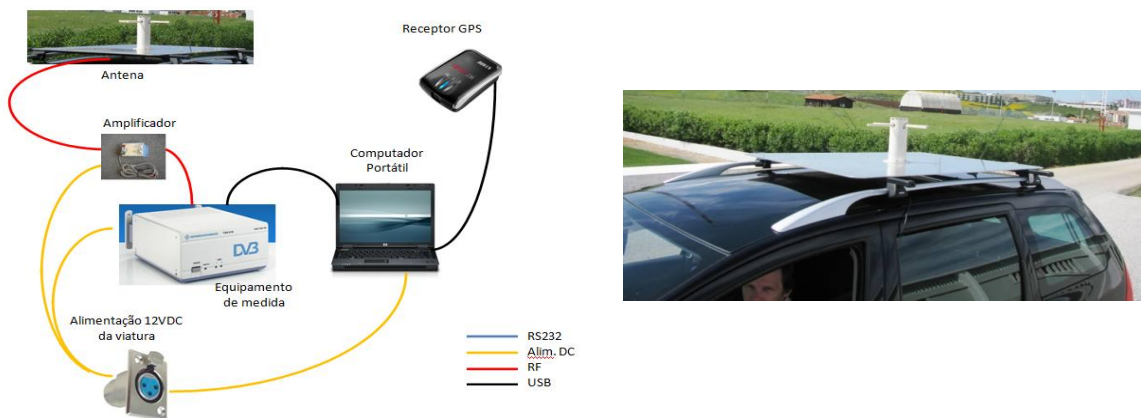 Receptor GPS
Antena
Amplificador
Computador
Portátil
DVB
Equipamento
de medida
Alimentação 12VDC
da viatura
RS232
Alim. DC
RF
USB